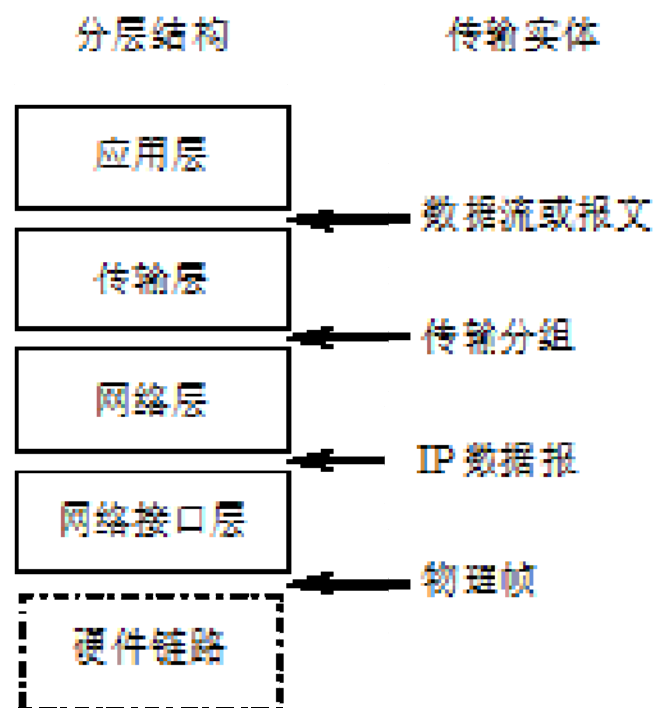 分层结构 传输实体
应用层
数据流或报文
传输层
传输分组
网络层
IP 数据报
网络接口层
物理帧
硬件链路